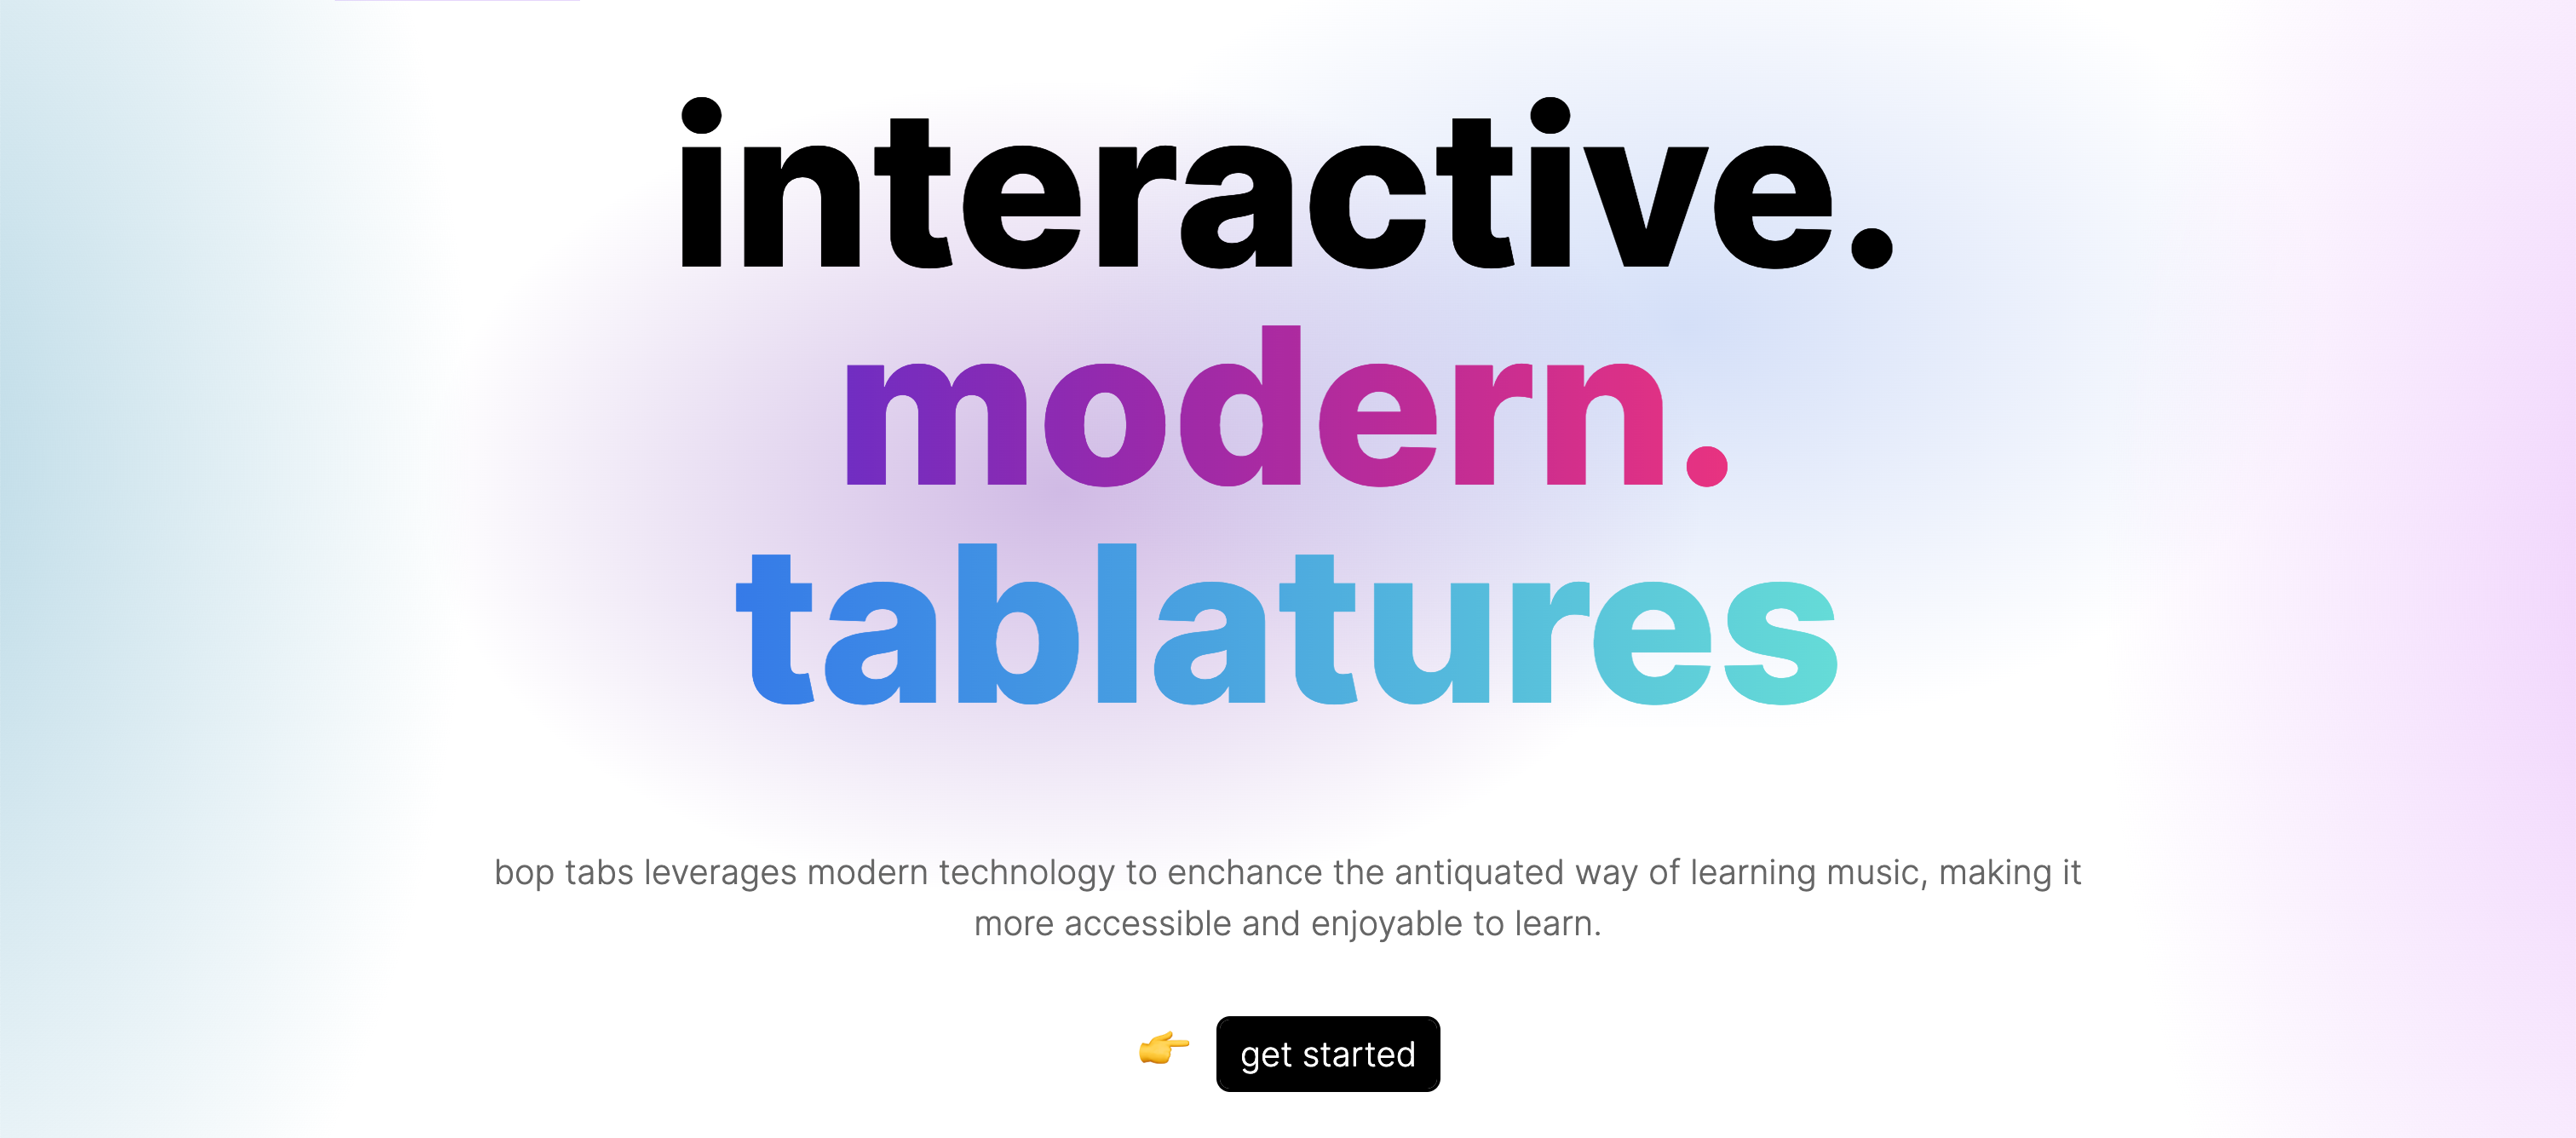 interactive.
modern.
tablatures
bop tabs leverages modern technology to enchance the antiquated way of learning music, making it
more accessible and enjoyable to learn.
get started